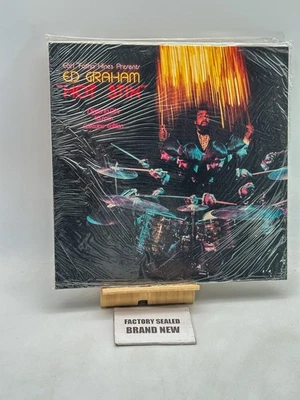 Earl "Fatha" Hines Presents
ED GRAHAM
"HOT STIX"
FACTORY SEALED
BRAND NEW